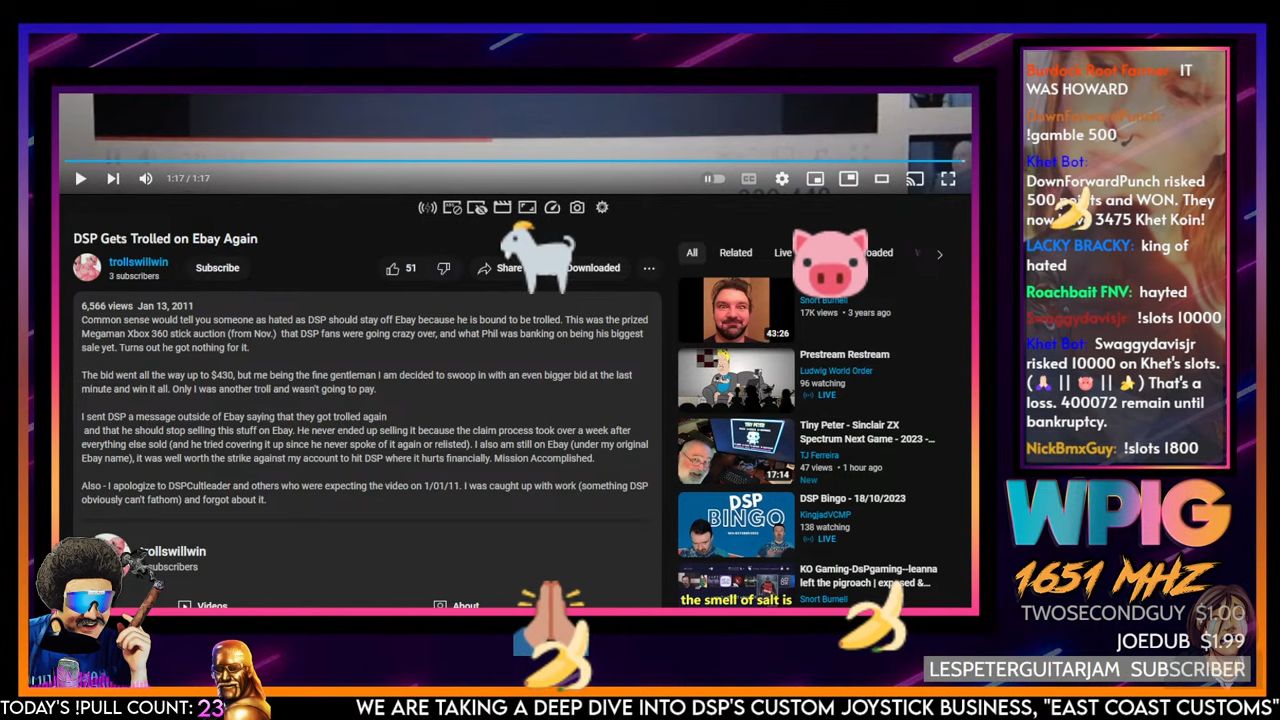 1:17 / 1:17
DSP Gets Trolled on Ebay Again
trollswillwin
3 subscribers
Subscribe
51
Share
ownloaded
6,566 views Jan 13, 2011
Common sense would tell you someone as hated as DSP should stay off Ebay because he is bound to be trolled. This was the prized
Megaman Xbox 360 stick auction (from Nov.) that DSP fans were going crazy over, and what Phil was banking on being his biggest
sale yet. Turns out he got nothing for it.
The bid went all the way up to $430, but me being the fine gentleman I am decided to swoop in with an even bigger bid at the last
minute and win it all. Only I was another troll and wasn't going to pay.
I sent DSP a message outside of Ebay saying that they got trolled again
and that he should stop selling this stuff on Ebay. He never ended up selling it because the claim process took over a week after
everything else sold (and he tried covering it up since he never spoke of it again or relisted). I also am still on Ebay (under my original
Ebay name), it was well worth the strike against my account to hit DSP where it hurts financially. Mission Accomplished.
Also - I apologize to DSPCultleader and others who were expecting the video on 1/01/11. I was caught up with work (something DSP
obviously can't fathom) and forgot about it.
trollswillwin
subscribers
Videos
About
All
Related
Live
oaded
Snort Burnell
17K views • 3 years ago
43:26
Prestream Restream
Ludwig World Order
96 watching
LIVE
Tiny Peter - Sinclair ZX
Spectrum Next Game - 2023 -...
TJ Ferreira
47 views • 1 hour ago
New
17:14
DSP
BINGO
DSP Bingo - 18/10/2023
KingjadVCMP
138 watching
LIVE
KO Gaming-DsPgaming--leanna
left the pigroach | exposed &...
Snort Burnell
the smell of salt is
Burdock Root Farmer: IT
WAS HOWARD
DownForwardPunch:
!gamble 500
Khet Bot:
DownForwardPunch risked
500 points and WON. They
now 3475 Khet Koin!
LACKY BRACKY: king of
hated
Roachbait FNV: hayted
Swaggydavisjr: !slots 10000
Khet Bot: Swaggydavisjr
risked 10000 on Khet's slots.
( 🙏 || 🐷 || 🍌 ) That's a
loss. 400072 remain until
bankruptcy.
NickBmxGuy: !slots 1800
WPIG
1651 MHZ
TWOSECONDGUY $1.00
JOEDUB $1.99
LESPETERGUITARJAM SUBSCRIBER
TODAY'S !PULL COUNT: 23
WE ARE TAKING A DEEP DIVE INTO DSP'S CUSTOM JOYSTICK BUSINESS, "EAST COAST CUSTOMS"